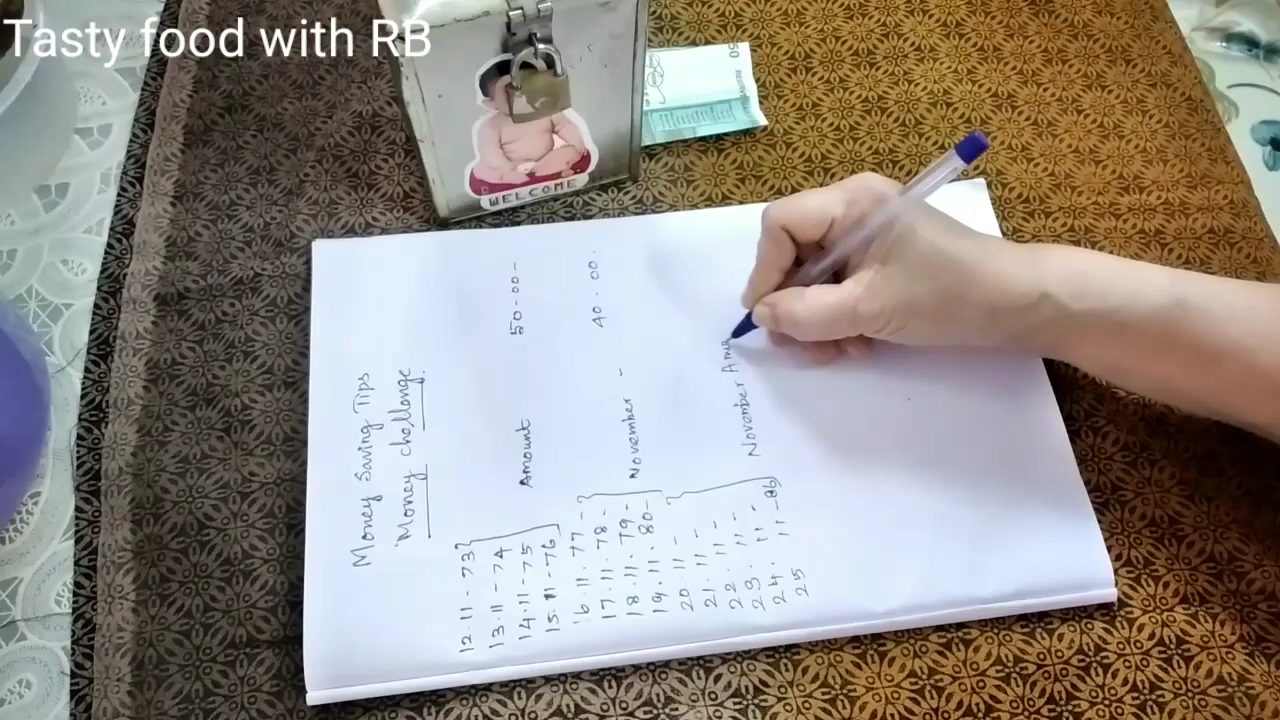 Tasty food with RB
WELCOME
50
Money Saving Tips
Money challenge
12.11-73
13.11-74
14.11-75 Amount 50-00-
15.11-76
16.11.77-
17.11.78-
18.11.79- November - 40.00.
19.11.80-
20.11-
21.11-
22.11-
23.11- November Am
24.11-86
25